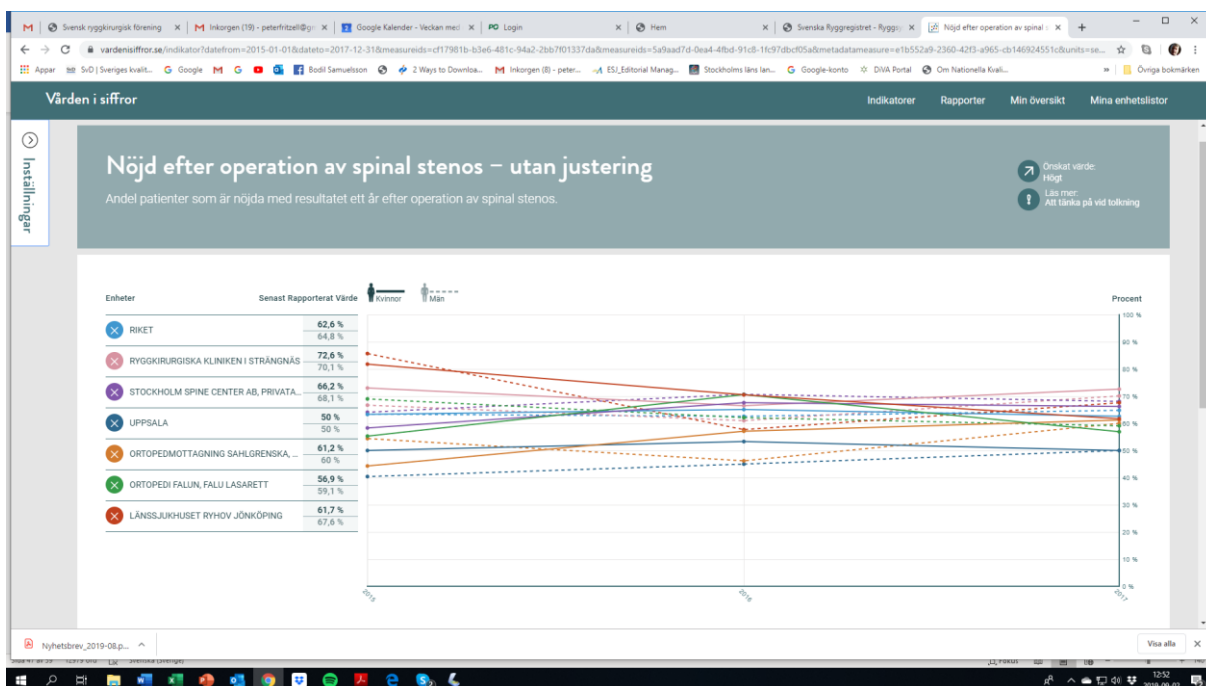 Svensk ryggkirurgisk förening
Inkorgen (19) - peterfritzell@gr
Google Kalender - Veckan med
PG Login
Hem
Svenska Ryggregistret - Ryggs
Nöjd efter operation av spinal s
vardenisiffror.se/indikator?datefrom=2015-01-01&dateto=2017-12-31&measureids=cf17981b-b3e6-481c-94a2-2bb7f01337da&measureids=5a9aad7d-0ea4-4fbd-91c8-1fc97dbcf05a&metadatameasure=e1b552a9-2360-42f3-a965-cb146924551c&units=se...
Appar
SvD | Sveriges kvalit...
Google
Bodil Samuelsson
2 Ways to Downloa...
Inkorgen (8) - peter...
ESJ_Editorial Manag...
Stockholms läns lan...
Google-konto
DiVA Portal
Om Nationella Kvali...
Övriga bokmärken
Vården i siffror
Indikatorer
Rapporter
Min översikt
Mina enhetslistor
Inställningar
Nöjd efter operation av spinal stenos – utan justering
Andel patienter som är nöjda med resultatet ett år efter operation av spinal stenos.
Önskat värde:
Högt
Läs mer:
Att tänka på vid tolkning
Enheter
Senast Rapporterat Värde
Kvinnor
Män
Procent
RIKET
62,6 %
64,8 %
RYGGKIRURGISKA KLINIKEN I STRÄNGNÄS
72,6 %
70,1 %
STOCKHOLM SPINE CENTER AB, PRIVATA...
66,2 %
68,1 %
UPPSALA
50 %
50 %
ORTOPEDMOTTAGNING SAHLGRENSKA, ...
61,2 %
60 %
ORTOPEDI FALUN, FALU LASARETT
56,9 %
59,1 %
LÄNSSJUKHUSET RYHOV JÖNKÖPING
61,7 %
67,6 %
100 %
90 %
80 %
70 %
60 %
50 %
40 %
30 %
20 %
10 %
0 %
2015
2016
2017
Nyhetsbrev_2019-08.p...
Visa alla
Svenska (Sverige)
Fokus
12:52
2019-09-02